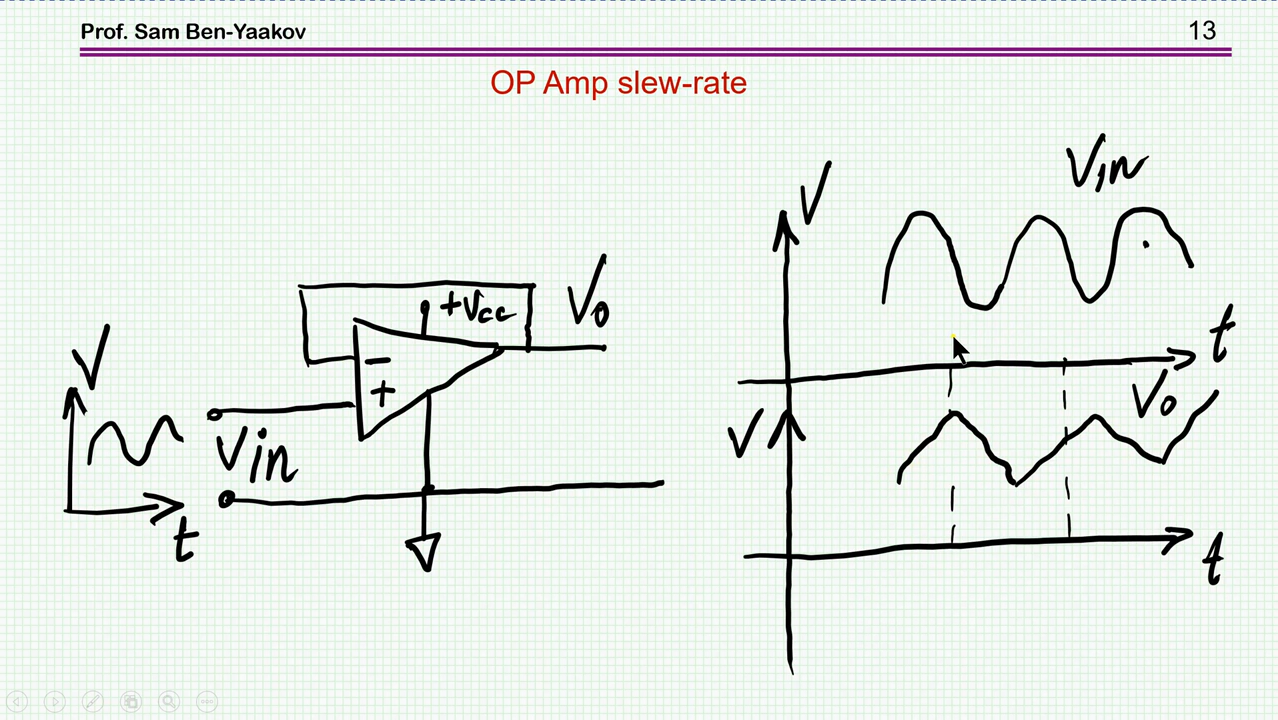 Prof. Sam Ben-Yaakov
13
OP Amp slew-rate
V
t
Vin
+Vcc
−
+
Vo
V
Vin
t
V
Vo
t